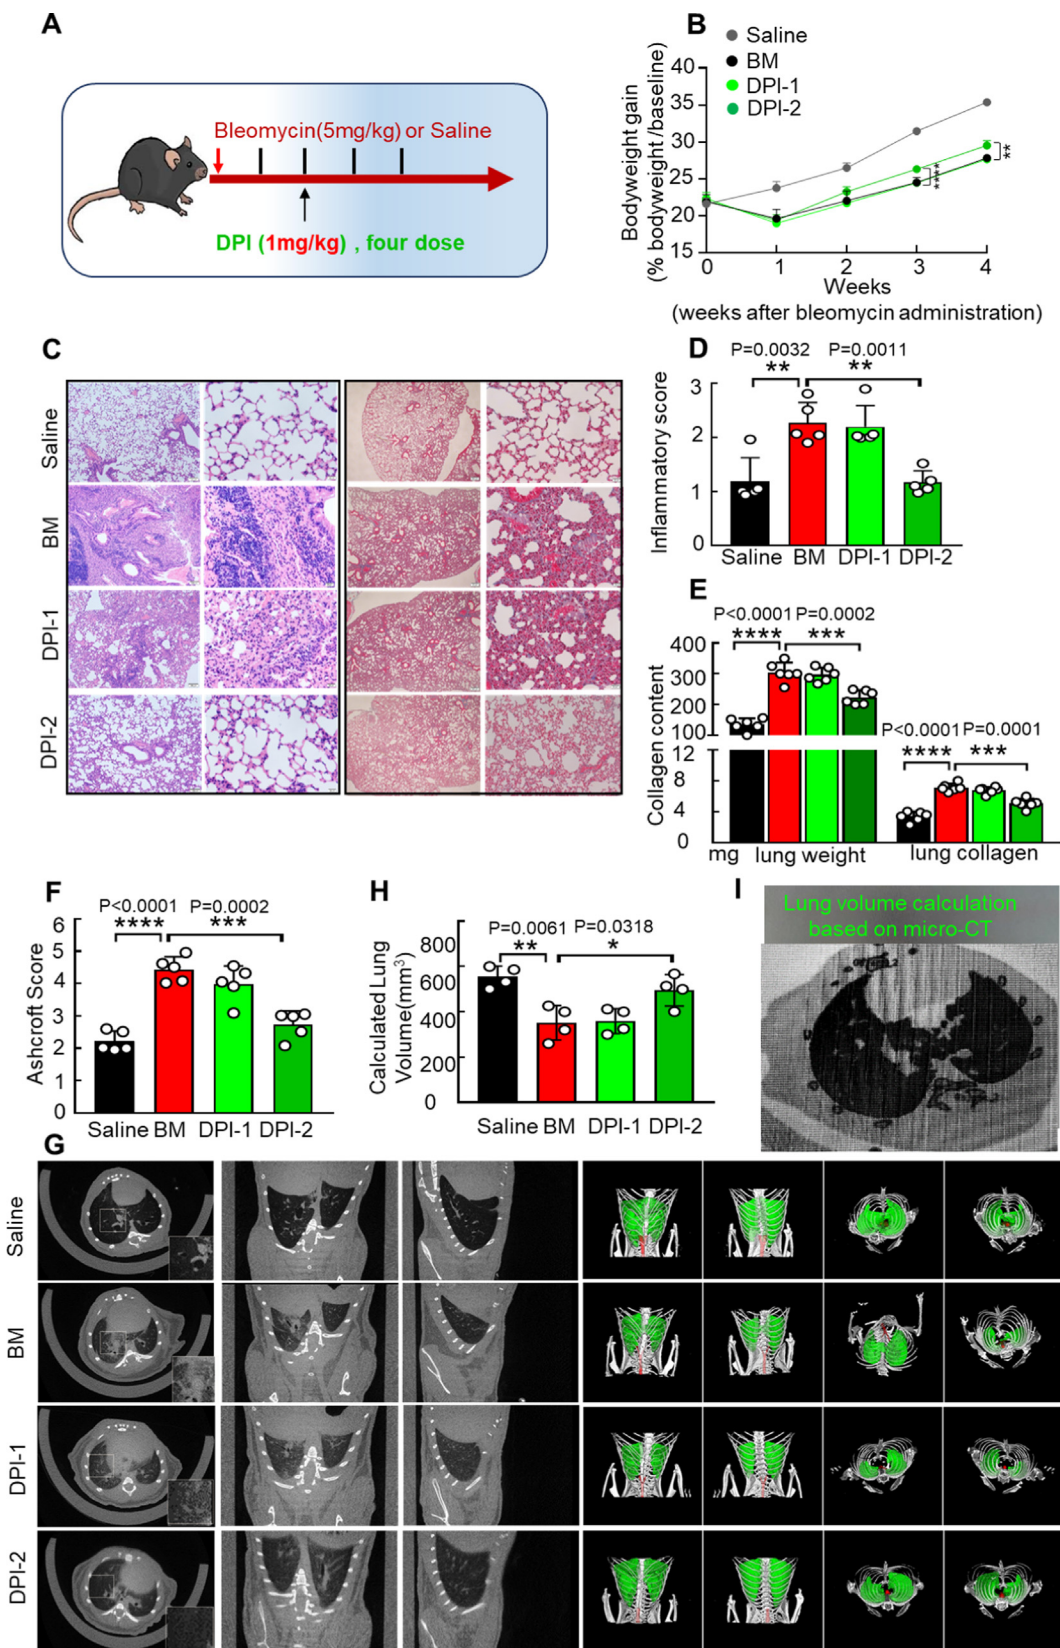 A
Bleomycin(5mg/kg) or Saline
DPI (1mg/kg) , four dose
B
Saline
BM
DPI-1
DPI-2
Bodyweight gain
(% bodyweight /baseline)
40
35
30
25
20
15
****
**
0 1 2 3 4
Weeks
(weeks after bleomycin administration)
C
Saline
BM
DPI-1
DPI-2
D
P=0.0032 P=0.0011
** **
Inflammatory score
3
2
1
0
Saline BM DPI-1 DPI-2
E
P<0.0001 P=0.0002
**** ***
Collagen content
400
300
200
100
12
8
4
0
P<0.0001 P=0.0001
**** ***
mg lung weight lung collagen
F
P<0.0001 P=0.0002
**** ***
Ashcroft Score
6
5
4
3
2
1
0
Saline BM DPI-1 DPI-2
H
P=0.0061 P=0.0318
** *
Calculated Lung
Volume(mm³)
800
600
400
200
0
Saline BM DPI-1 DPI-2
I
Lung volume calculation
based on micro-CT
G
Saline
BM
DPI-1
DPI-2